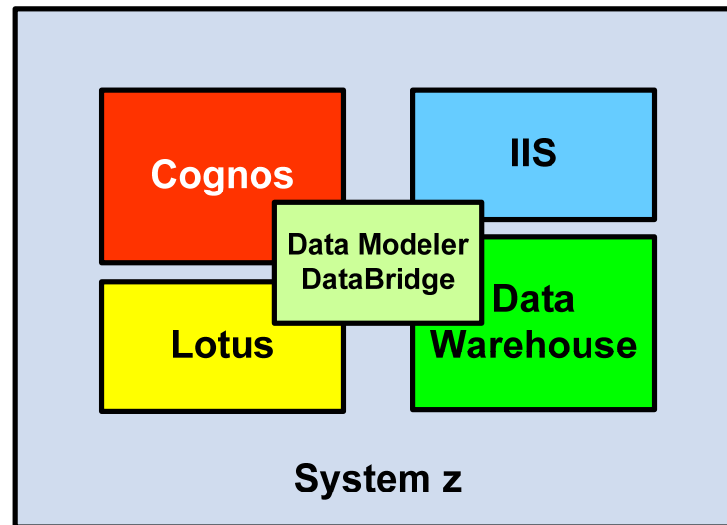 Cognos
IIS
Data Modeler
DataBridge
Lotus
Data
Warehouse
System z